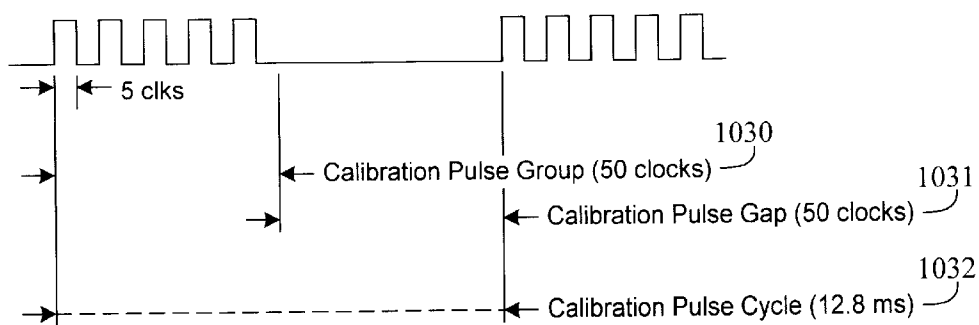 5 clks
1030
Calibration Pulse Group (50 clocks)
1031
Calibration Pulse Gap (50 clocks)
1032
Calibration Pulse Cycle (12.8 ms)